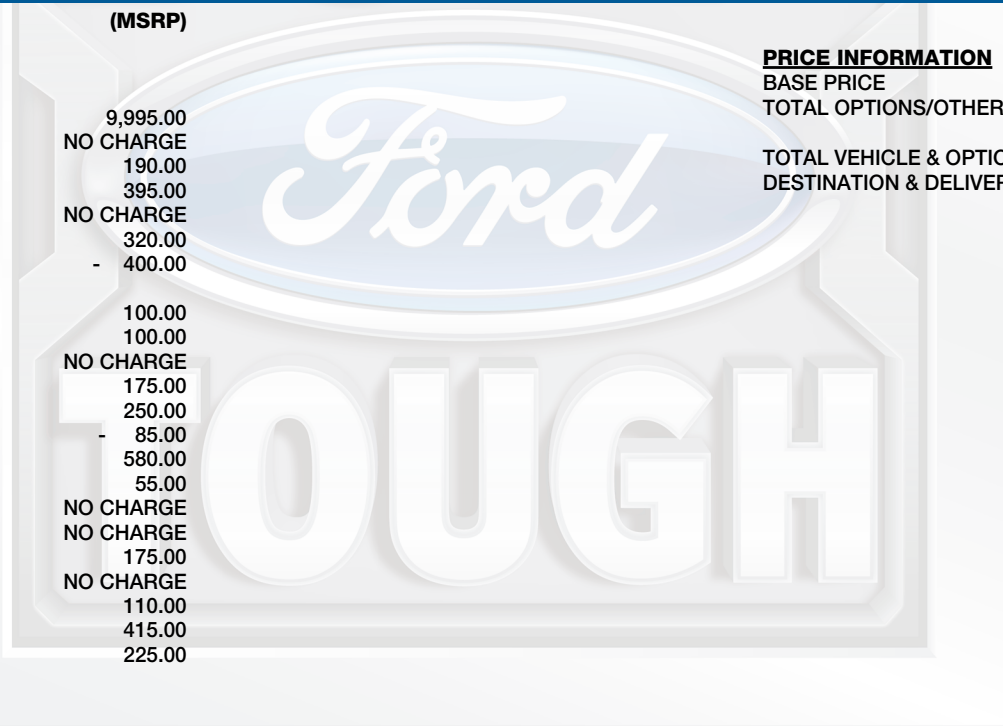 (MSRP)
9,995.00
NO CHARGE
190.00
395.00
NO CHARGE
320.00
- 400.00
100.00
100.00
NO CHARGE
175.00
250.00
- 85.00
580.00
55.00
NO CHARGE
NO CHARGE
175.00
NO CHARGE
110.00
415.00
225.00
PRICE INFORMATION
BASE PRICE
TOTAL OPTIONS/OTHER
TOTAL VEHICLE & OPTIO
DESTINATION & DELIVER
Ford
TOUGH